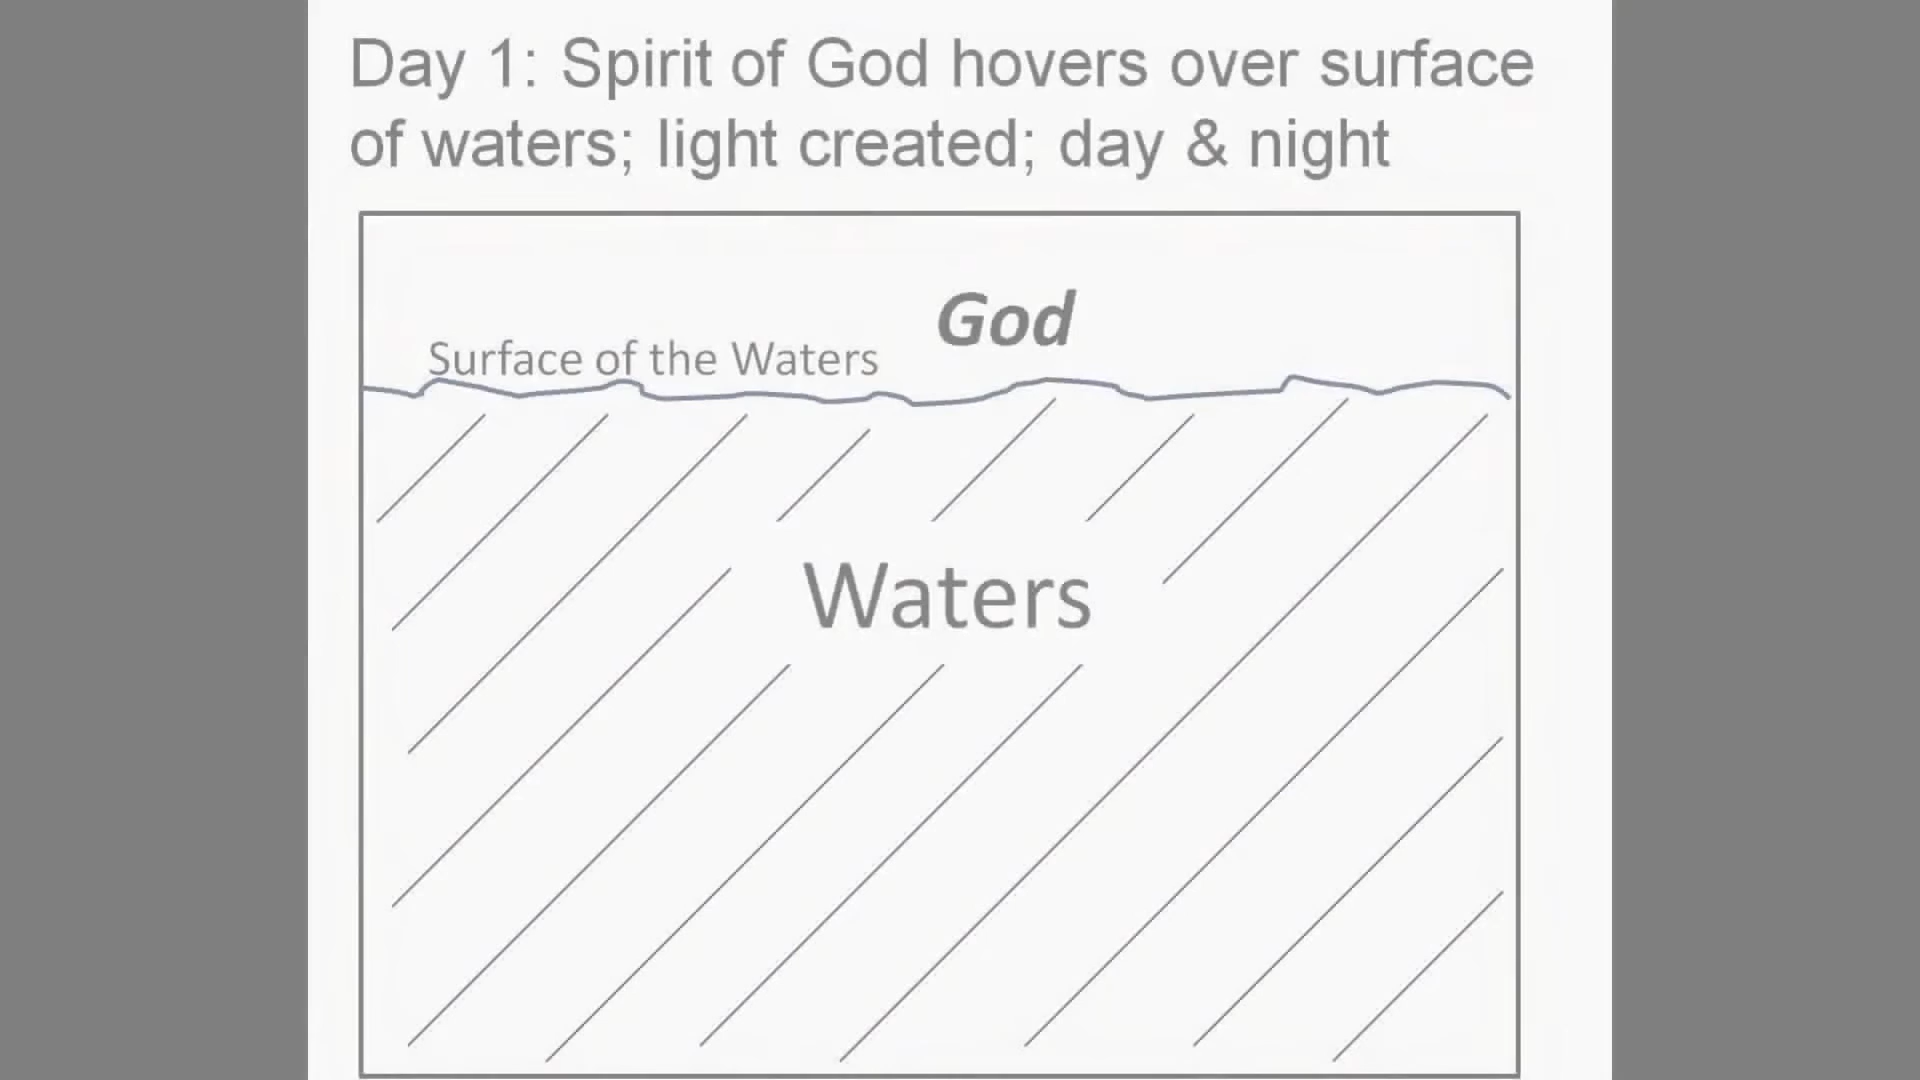 Day 1: Spirit of God hovers over surface
of waters; light created; day & night
God
Surface of the Waters
Waters